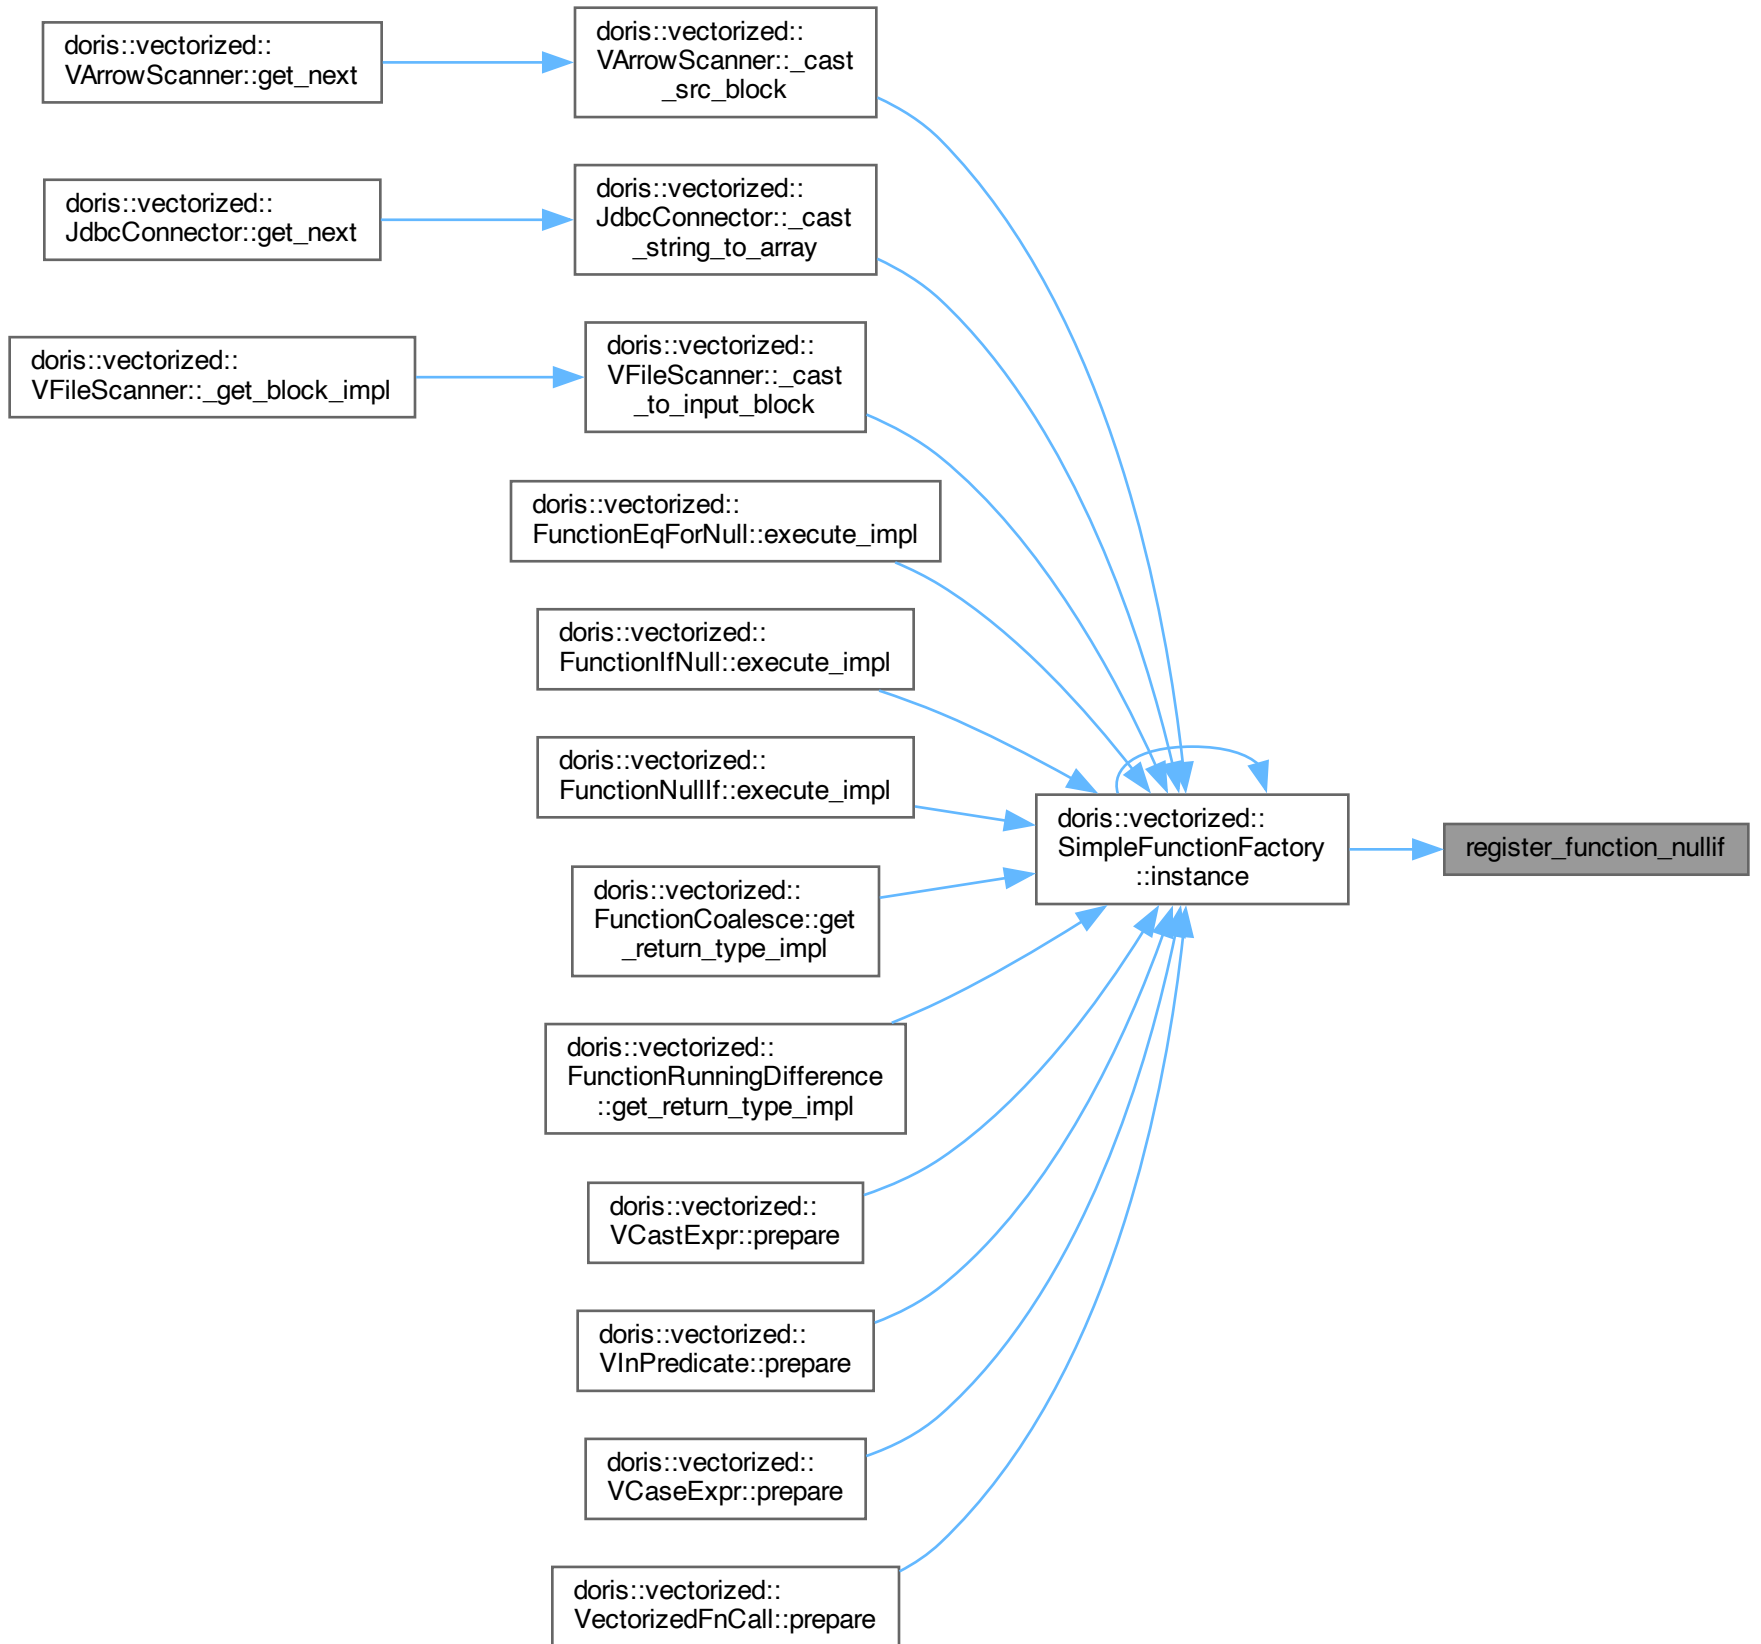 doris::vectorized::
VArrowScanner::get_next
doris::vectorized::
VArrowScanner::_cast
_src_block
doris::vectorized::
JdbcConnector::get_next
doris::vectorized::
JdbcConnector::_cast
_string_to_array
doris::vectorized::
VFileScanner::_get_block_impl
doris::vectorized::
VFileScanner::_cast
_to_input_block
doris::vectorized::
FunctionEqForNull::execute_impl
doris::vectorized::
FunctionIfNull::execute_impl
doris::vectorized::
FunctionNullIf::execute_impl
doris::vectorized::
SimpleFunctionFactory
::instance
register_function_nullif
doris::vectorized::
FunctionCoalesce::get
_return_type_impl
doris::vectorized::
FunctionRunningDifference
::get_return_type_impl
doris::vectorized::
VCastExpr::prepare
doris::vectorized::
VInPredicate::prepare
doris::vectorized::
VCaseExpr::prepare
doris::vectorized::
VectorizedFnCall::prepare